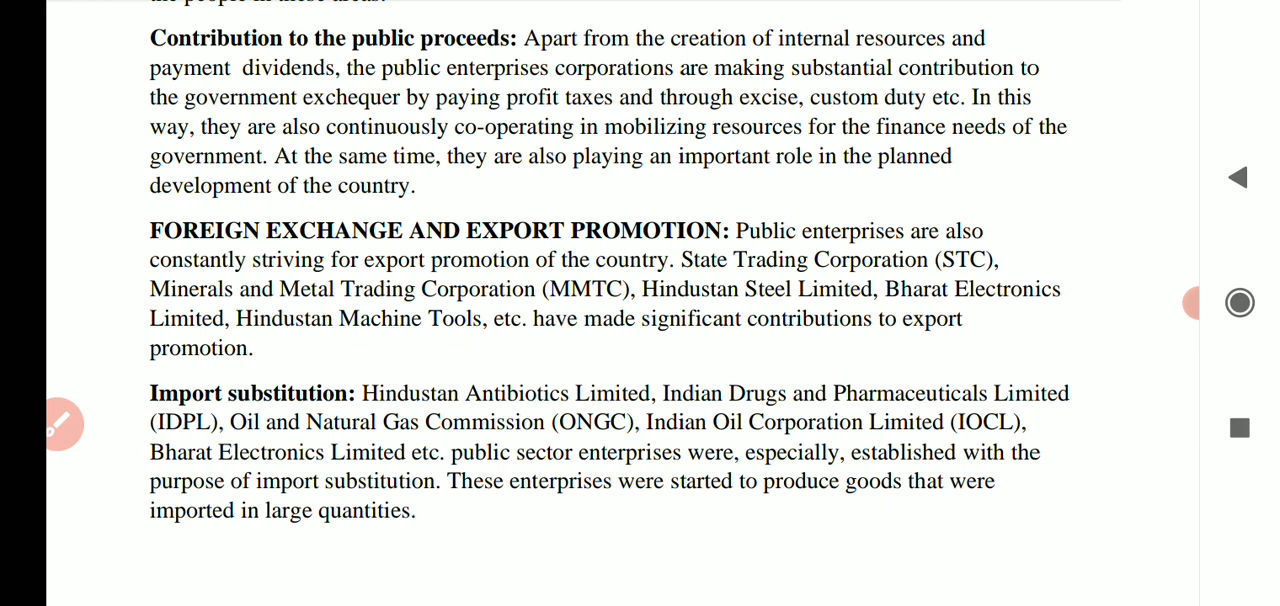 Contribution to the public proceeds: Apart from the creation of internal resources and
payment  dividends, the public enterprises corporations are making substantial contribution to
the government exchequer by paying profit taxes and through excise, custom duty etc. In this
way, they are also continuously co-operating in mobilizing resources for the finance needs of the
government. At the same time, they are also playing an important role in the planned
development of the country.
FOREIGN EXCHANGE AND EXPORT PROMOTION: Public enterprises are also
constantly striving for export promotion of the country. State Trading Corporation (STC),
Minerals and Metal Trading Corporation (MMTC), Hindustan Steel Limited, Bharat Electronics
Limited, Hindustan Machine Tools, etc. have made significant contributions to export
promotion.
Import substitution: Hindustan Antibiotics Limited, Indian Drugs and Pharmaceuticals Limited
(IDPL), Oil and Natural Gas Commission (ONGC), Indian Oil Corporation Limited (IOCL),
Bharat Electronics Limited etc. public sector enterprises were, especially, established with the
purpose of import substitution. These enterprises were started to produce goods that were
imported in large quantities.